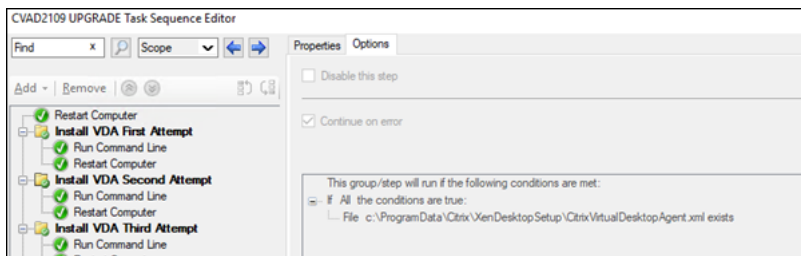 CVAD2109 UPGRADE Task Sequence Editor
Find x Scope
Properties Options
Add Remove
Disable this step
Continue on error
Restart Computer
Install VDA First Attempt
Run Command Line
Restart Computer
Install VDA Second Attempt
Run Command Line
Restart Computer
Install VDA Third Attempt
Run Command Line
This group/step will run if the following conditions are met:
If All the conditions are true:
File c:\ProgramData\Citrix\XenDesktopSetup\CitrixVirtualDesktopAgent.xml exists